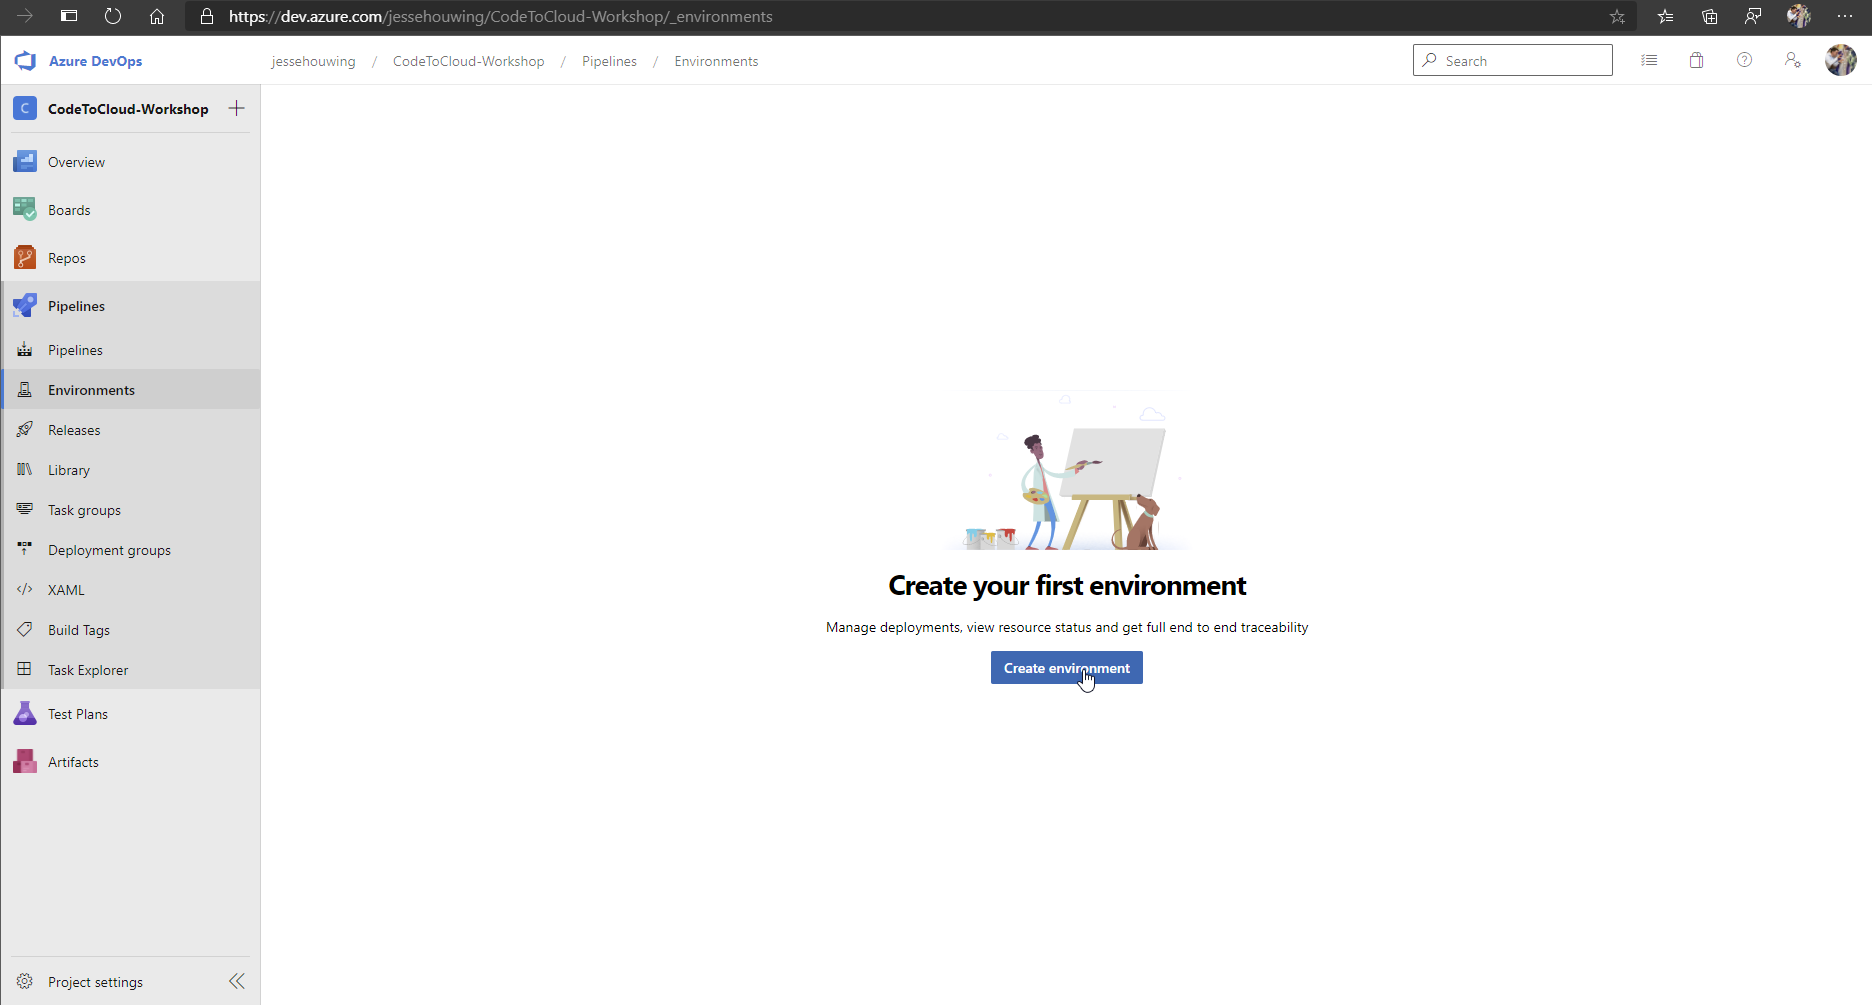 https://dev.azure.com/jessehouwing/CodeToCloud-Workshop/_environments
Azure DevOps
jessehouwing / CodeToCloud-Workshop / Pipelines / Environments
Search
C
CodeToCloud-Workshop
Overview
Boards
Repos
Pipelines
Pipelines
Environments
Releases
Library
Task groups
Deployment groups
XAML
Build Tags
Task Explorer
Test Plans
Artifacts
Project settings
Create your first environment
Manage deployments, view resource status and get full end to end traceability
Create environment